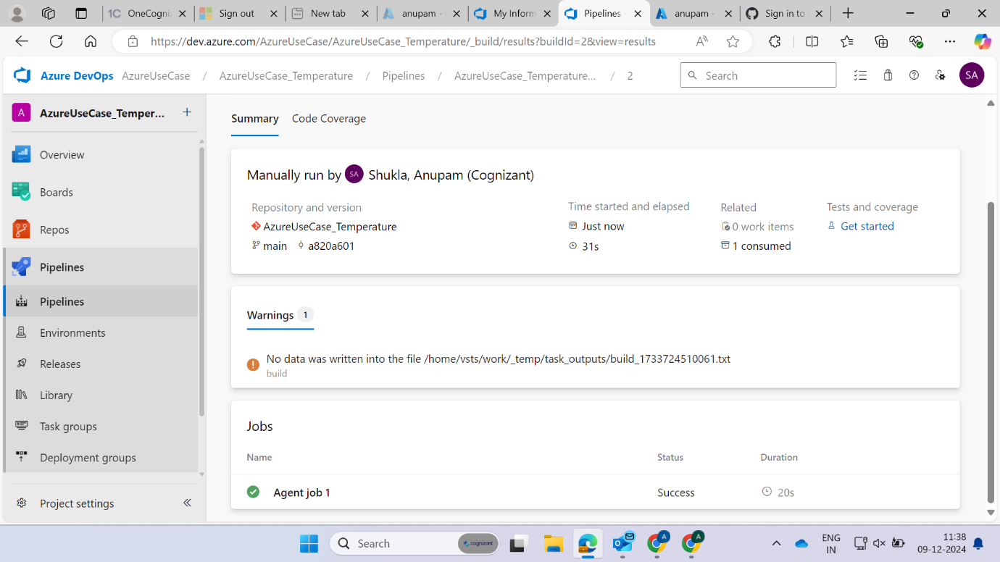 OneCogniz
Sign out
New tab
anupam -
My Inform
Pipelines -
anupam -
Sign in to
https://dev.azure.com/AzureUseCase/AzureUseCase_Temperature/_build/results?buildId=2&view=results
Azure DevOps AzureUseCase / AzureUseCase_Temperature / Pipelines / AzureUseCase_Temperature... / 2
Search
SA
A AzureUseCase_Temper...
Overview
Boards
Repos
Pipelines
Pipelines
Environments
Releases
Library
Task groups
Deployment groups
Project settings
Summary Code Coverage
Manually run by SA Shukla, Anupam (Cognizant)
Repository and version
AzureUseCase_Temperature
main a820a601
Time started and elapsed
Just now
31s
Related
0 work items
1 consumed
Tests and coverage
Get started
Warnings 1
No data was written into the file /home/vsts/work/_temp/task_outputs/build_1733724510061.txt
build
Jobs
Name Status Duration
Agent job 1 Success 20s
Search
cognizant
A
A
ENG
IN
11:38
09-12-2024